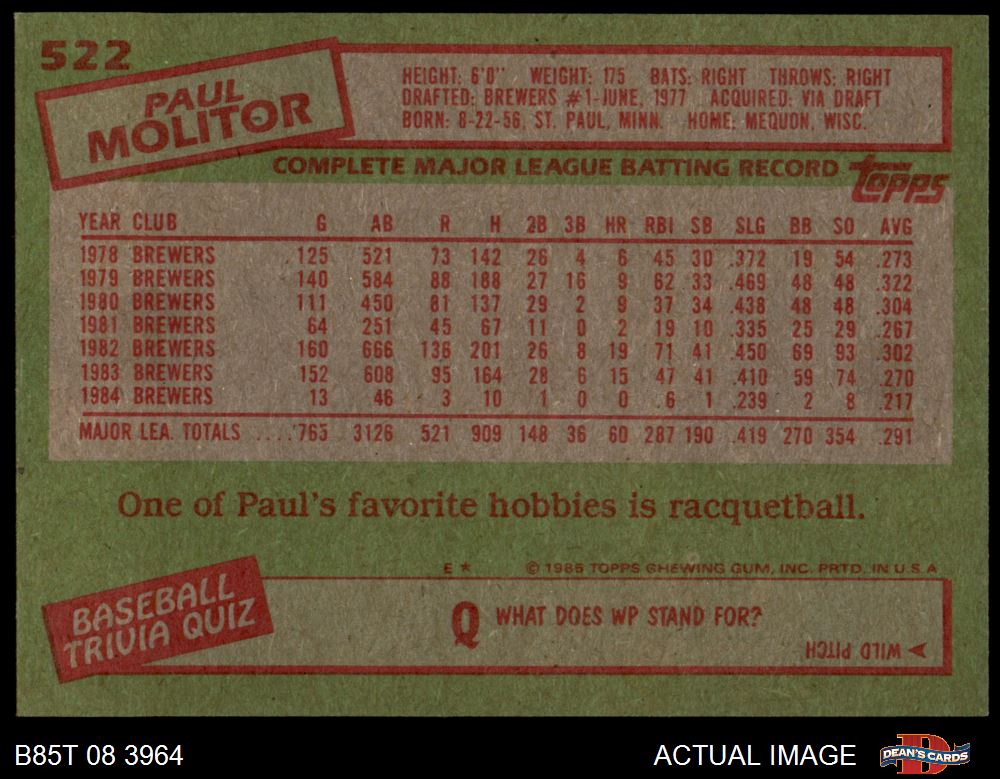 522
PAUL
MOLITOR
HEIGHT: 6'0" WEIGHT: 175 BATS: RIGHT THROWS: RIGHT
DRAFTED: BREWERS #1-JUNE, 1977 ACQUIRED: VIA DRAFT
BORN: 8-22-56, ST. PAUL, MINN. HOME: MEQUON, WISC.
COMPLETE MAJOR LEAGUE BATTING RECORD
Topps
YEAR CLUB G AB R H 2B 3B HR RBI SB SLG BB SO AVG
1978 BREWERS 125 521 73 142 26 4 6 45 30 .372 19 54 .273
1979 BREWERS 140 584 88 188 27 16 9 62 33 .469 48 48 .322
1980 BREWERS 111 450 81 137 29 2 9 37 34 .438 48 48 .304
1981 BREWERS 64 251 45 67 11 0 2 19 10 .335 25 29 .267
1982 BREWERS 160 666 136 201 26 8 19 71 41 .450 69 93 .302
1983 BREWERS 152 608 95 164 28 6 15 47 41 .410 59 74 .270
1984 BREWERS 13 46 3 10 1 0 0 6 1 .239 2 8 .217
MAJOR LEA. TOTALS ....765 3126 521 909 148 36 60 287 190 .419 270 354 .291
One of Paul's favorite hobbies is racquetball.
E * © 1985 TOPPS CHEWING GUM, INC. PRTD. IN U.S.A
BASEBALL
TRIVIA QUIZ
Q WHAT DOES WP STAND FOR?
WILD PITCH
B85T 08 3964
ACTUAL IMAGE
DEAN'S CARDS